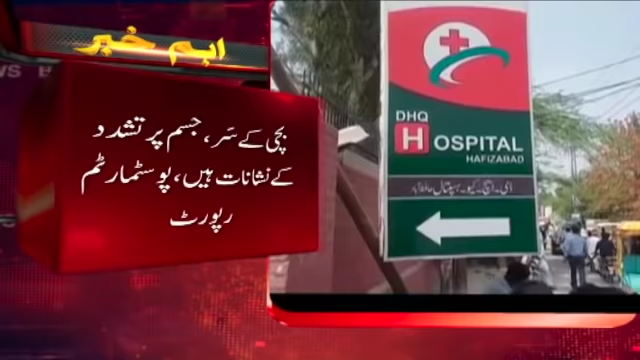 اہم خبر
WS B
بچی کے سَر، جسم پر تشدد
کے نشانات ہیں، پوسٹمارٹم
رپورٹ
DHQ
HOSPITAL
HAFIZABAD
ڈی۔ایچ۔کیو۔ہسپتال حافظ آباد